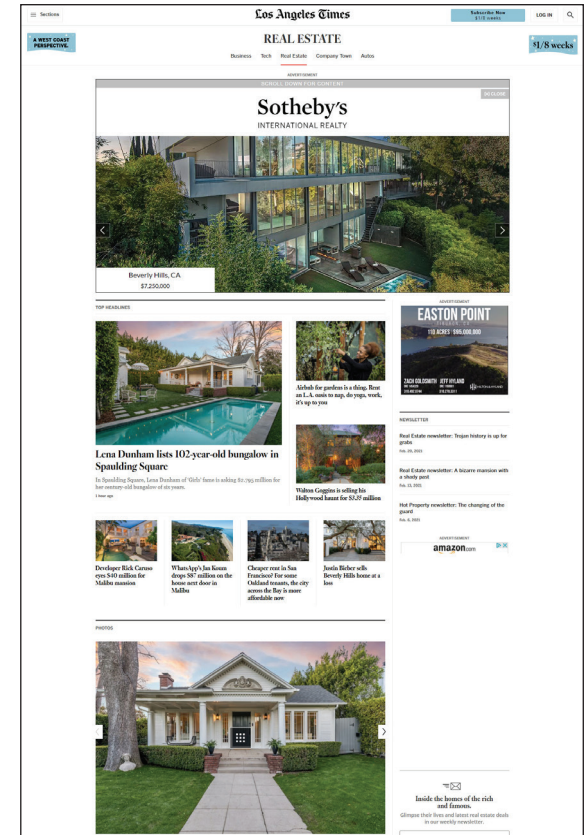 Sections
Los Angeles Times
Subscribe Now
$1/8 weeks
LOG IN
A WEST COAST
PERSPECTIVE.
REAL ESTATE
$1/8 weeks
Business Tech Real Estate Company Town Autos
ADVERTISEMENT
SCROLL DOWN FOR CONTENT
CLOSE
Sotheby's
INTERNATIONAL REALTY
Beverly Hills, CA
$7,250,000
TOP HEADLINES
Lena Dunham lists 102-year-old bungalow in
Spaulding Square
In Spaulding Square, Lena Dunham of 'Girls' fame is asking $2.795 million for
her century-old bungalow of six years.
1 hour ago
Airbnb for gardens is a thing. Rent
an L.A. oasis to nap, do yoga, work,
it's up to you
Walton Goggins is selling his
Hollywood haunt for $3.35 million
Developer Rick Caruso
eyes $40 million for
Malibu mansion
WhatsApp's Jan Koum
drops $87 million on the
house next door in
Malibu
Cheaper rent in San
Francisco? For some
Oakland tenants, the city
across the Bay is more
affordable now
Justin Bieber sells
Beverly Hills home at a
loss
ADVERTISEMENT
EASTON POINT
110 ACRES $95,000,000
ZACH GOLDSMITH JEFF HYLAND
NEWSLETTER
Real Estate newsletter: Trojan history is up for
grabs
Feb. 20, 2021
Real Estate newsletter: A bizarre mansion with
a shady past
Feb. 13, 2021
Hot Property newsletter: The changing of the
guard
Feb. 6, 2021
ADVERTISEMENT
amazon.com
PHOTOS
Inside the homes of the rich
and famous.
Glimpse their lives and latest real estate deals
in our weekly newsletter.